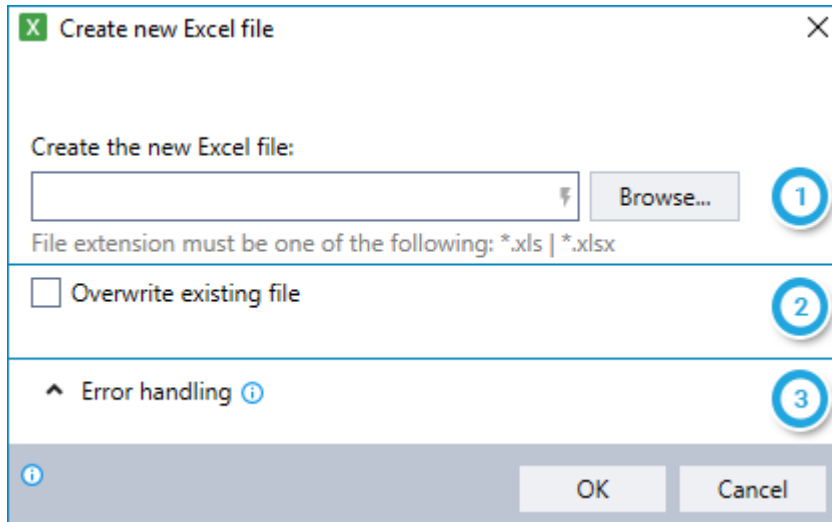 X Create new Excel file
Create the new Excel file:
Browse... 1
File extension must be one of the following: *.xls | *.xlsx
Overwrite existing file
2
Error handling
3
OK Cancel